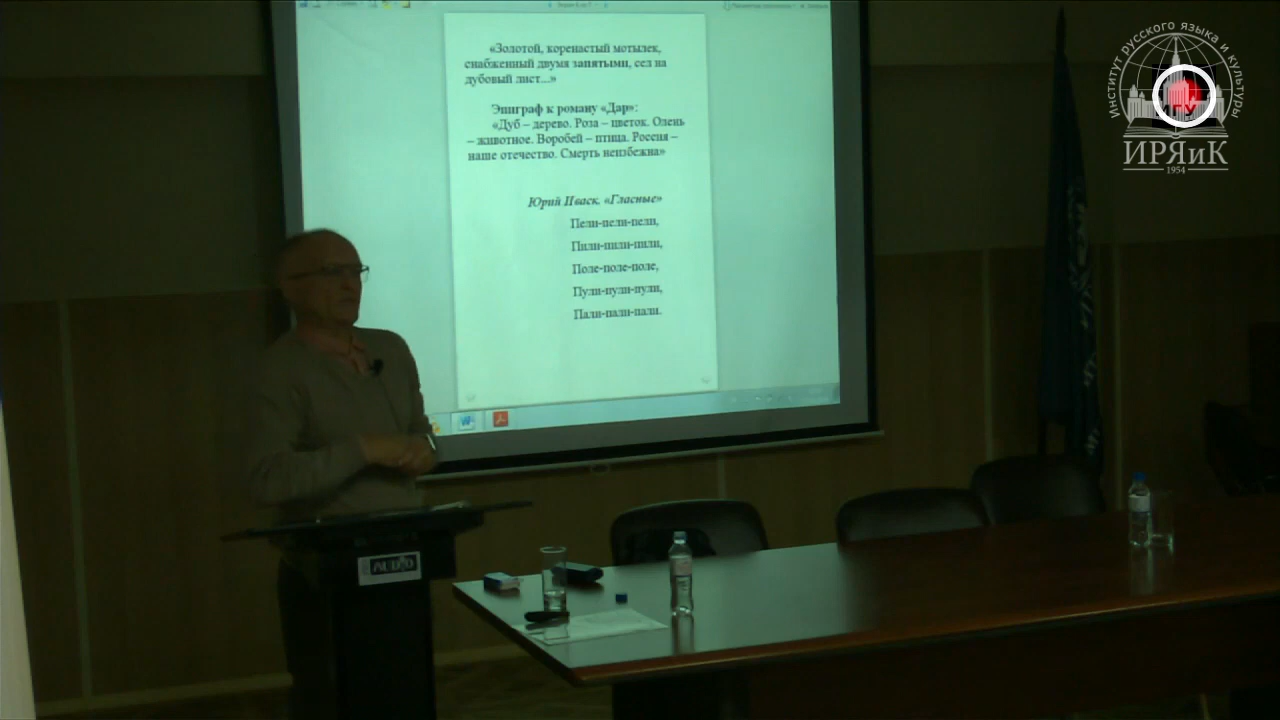 «Золотой, коренастый мотылек,
снабженный двумя запятыми, сел на
дубовый лист...»
Эпиграф к роману «Дар»:
«Дуб – дерево. Роза – цветок. Олень
– животное. Воробей – птица. Россия –
наше отечество. Смерть неизбежна»
Юрий Иваск. «Гласные»
Пели-пели-пели,
Пили-пили-пили,
Поле-поле-поле,
Пули-пули-пули,
Пали-пали-пали.
AUDIO
Институт русского языка и культуры
МГУ
ИРЯиК
1954